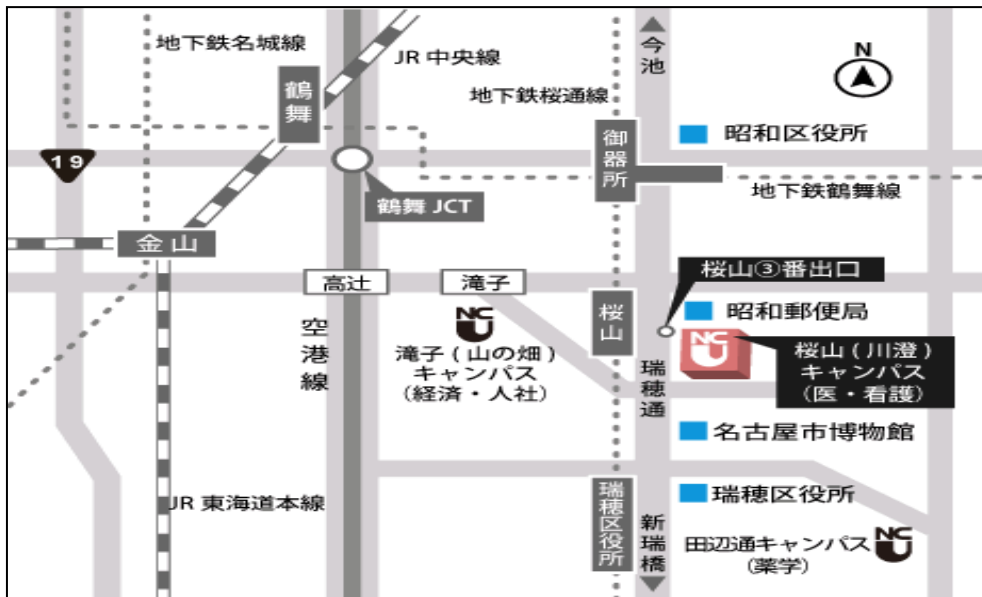 地下鉄名城線
JR 中央線
今池
N
鶴舞
地下鉄桜通線
昭和区役所
19
御器所
地下鉄鶴舞線
鶴舞 JCT
金山
桜山③番出口
高辻
滝子
昭和郵便局
桜山
NCU
NCU
空港線
滝子 ( 山の畑 )
キャンパス
(経済・人社)
桜山 ( 川澄 )
キャンパス
(医・看護)
瑞穂通
名古屋市博物館
JR 東海道本線
瑞穂区役所
瑞穂区役所
新瑞橋
田辺通キャンパス
(薬学)
NCU